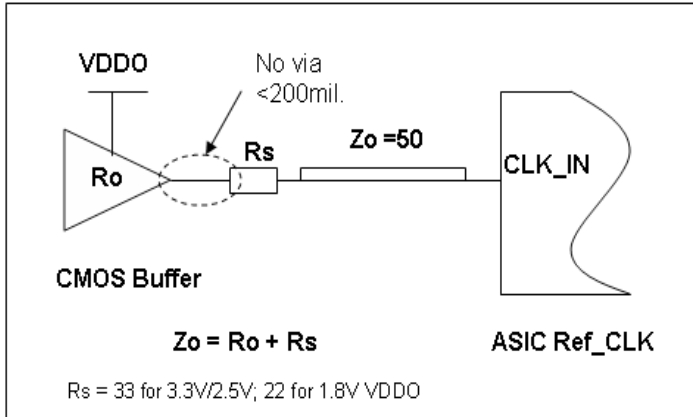 VDDO
No via
<200mil.
Rs
Zo =50
Ro
CLK_IN
CMOS Buffer
Zo = Ro + Rs
ASIC Ref_CLK
Rs = 33 for 3.3V/2.5V; 22 for 1.8V VDDO